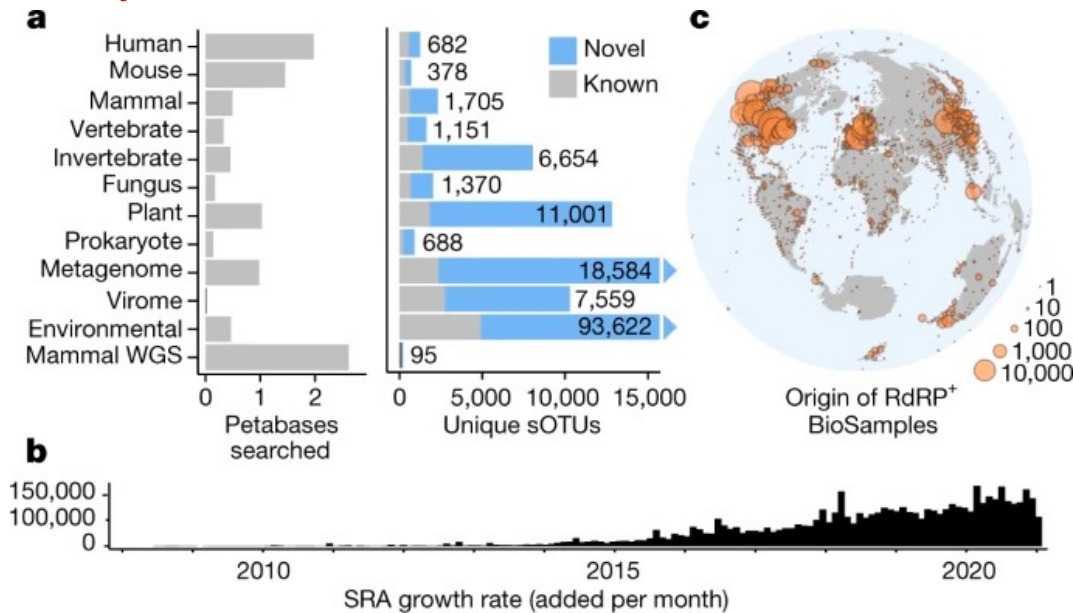 a
Human
Mouse
Mammal
Vertebrate
Invertebrate
Fungus
Plant
Prokaryote
Metagenome
Virome
Environmental
Mammal WGS
0 1 2
Petabases
searched
682
378
1,705
1,151
6,654
1,370
11,001
688
18,584
7,559
93,622
95
Novel
Known
0 5,000 10,000 15,000
Unique sOTUs
c
1
10
100
1,000
10,000
Origin of RdRP+
BioSamples
b
150,000
100,000
0
2010 2015 2020
SRA growth rate (added per month)